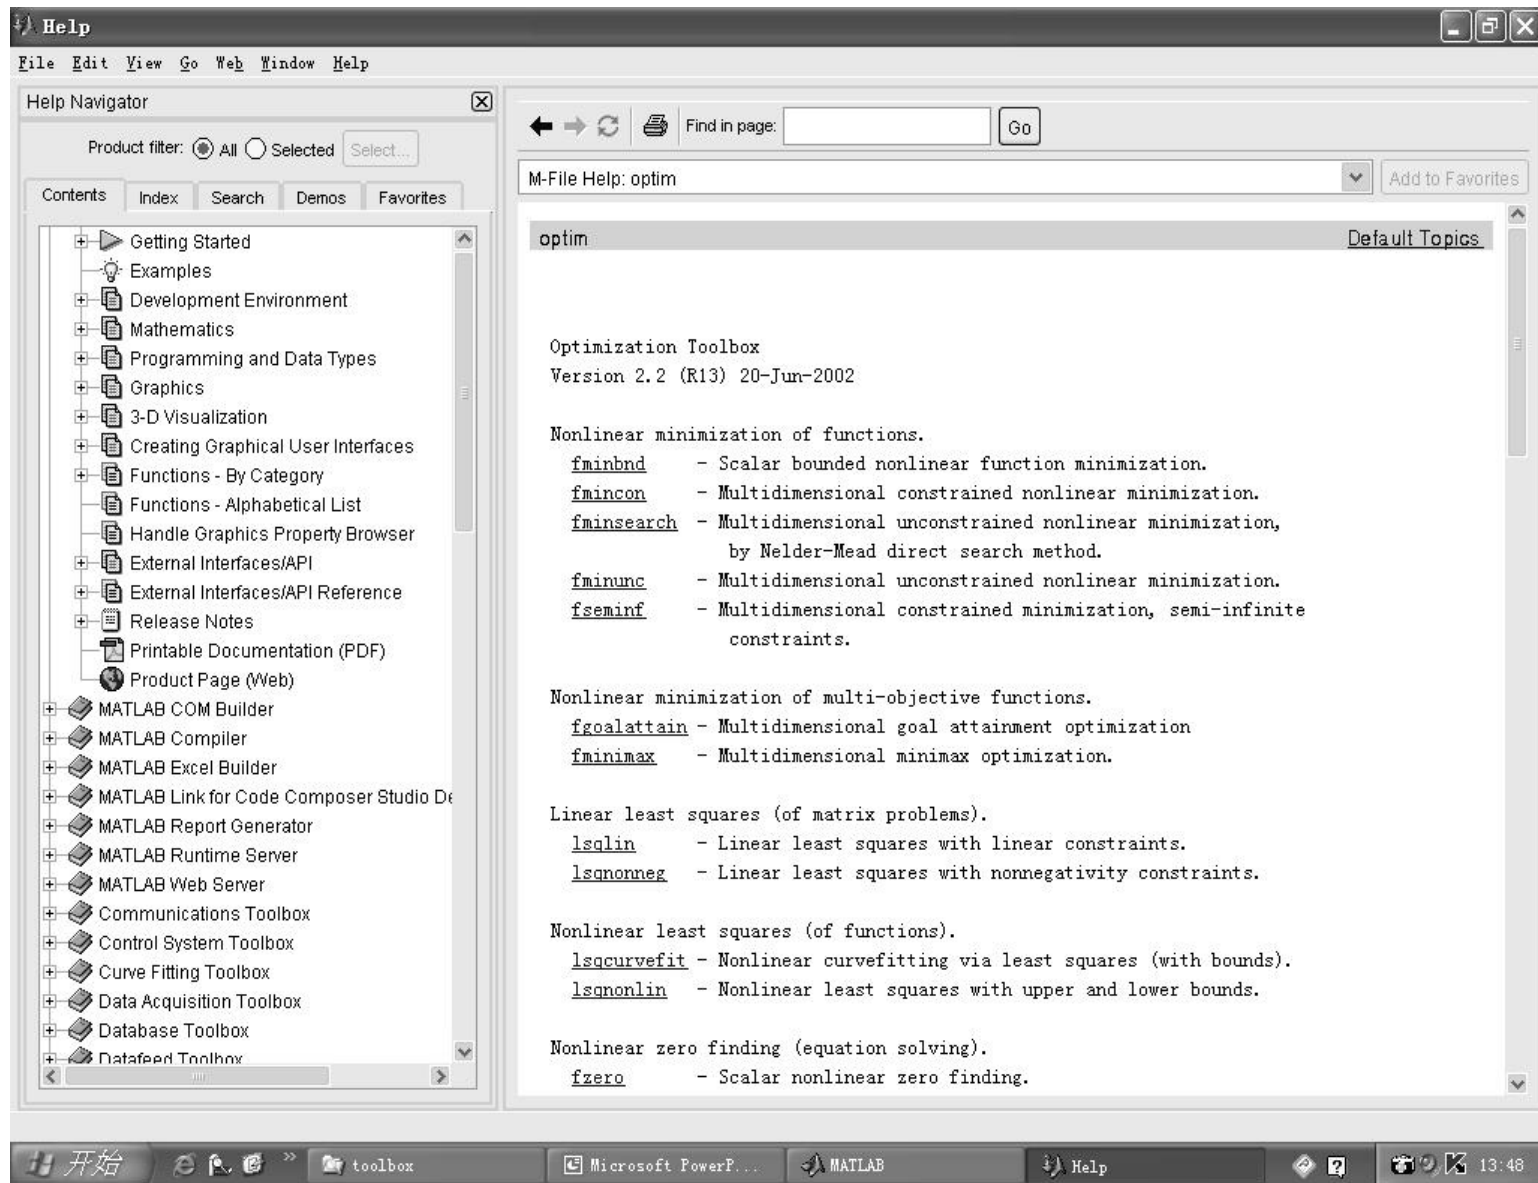 Help
File Edit View Go Web Window Help
Help Navigator
Product filter: All Selected Select...
Contents Index Search Demos Favorites
Getting Started
Examples
Development Environment
Mathematics
Programming and Data Types
Graphics
3-D Visualization
Creating Graphical User Interfaces
Functions - By Category
Functions - Alphabetical List
Handle Graphics Property Browser
External Interfaces/API
External Interfaces/API Reference
Release Notes
Printable Documentation (PDF)
Product Page (Web)
MATLAB COM Builder
MATLAB Compiler
MATLAB Excel Builder
MATLAB Link for Code Composer Studio De
MATLAB Report Generator
MATLAB Runtime Server
MATLAB Web Server
Communications Toolbox
Control System Toolbox
Curve Fitting Toolbox
Data Acquisition Toolbox
Database Toolbox
Datafeed Toolbox
Find in page: Go
M-File Help: optim Add to Favorites
optim Default Topics
Optimization Toolbox
Version 2.2 (R13) 20-Jun-2002
Nonlinear minimization of functions.
fminbnd - Scalar bounded nonlinear function minimization.
fmincon - Multidimensional constrained nonlinear minimization.
fminsearch - Multidimensional unconstrained nonlinear minimization,
by Nelder-Mead direct search method.
fminunc - Multidimensional unconstrained nonlinear minimization.
fseminf - Multidimensional constrained minimization, semi-infinite
constraints.
Nonlinear minimization of multi-objective functions.
fgoalattain - Multidimensional goal attainment optimization
fminimax - Multidimensional minimax optimization.
Linear least squares (of matrix problems).
lsqlin - Linear least squares with linear constraints.
lsqnonneg - Linear least squares with nonnegativity constraints.
Nonlinear least squares (of functions).
lsqcurvefit - Nonlinear curvefitting via least squares (with bounds).
lsqnonlin - Nonlinear least squares with upper and lower bounds.
Nonlinear zero finding (equation solving).
fzero - Scalar nonlinear zero finding.
开始 toolbox Microsoft PowerP... MATLAB Help 13:48